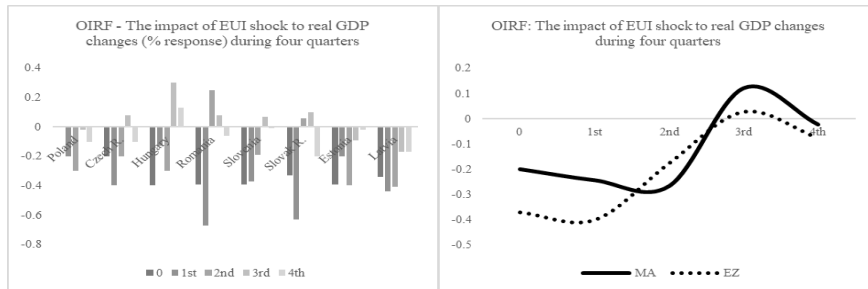 OIRF - The impact of EUI shock to real GDP
changes (% response) during four quarters
0.4
0.2
0
-0.2
-0.4
-0.6
-0.8
Poland
Czech R.
Hungary
Romania
Slovenia
Slovak R.
Estonia
Latvia
0 1st 2nd 3rd 4th
OIRF: The impact of EUI shock to real GDP changes
during four quarters
0.2
0.1
0
-0.1
-0.2
-0.3
-0.4
-0.5
0 1st 2nd 3rd 4th
MA EZ